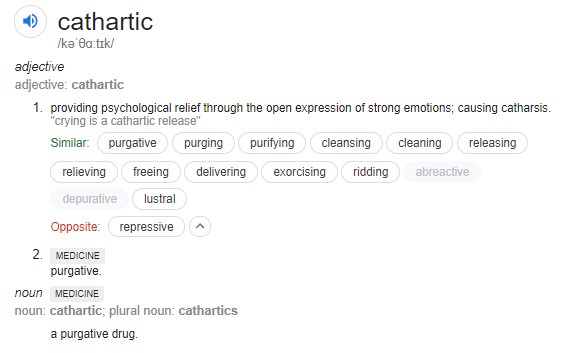 cathartic
/kəˈθɑːtɪk/
adjective
adjective: cathartic
1. providing psychological relief through the open expression of strong emotions; causing catharsis.
"crying is a cathartic release"
Similar: purgative purging purifying cleansing cleaning releasing
relieving freeing delivering exorcising ridding abreactive
depurative lustral
Opposite: repressive
2. MEDICINE
purgative.
noun MEDICINE
noun: cathartic; plural noun: cathartics
a purgative drug.